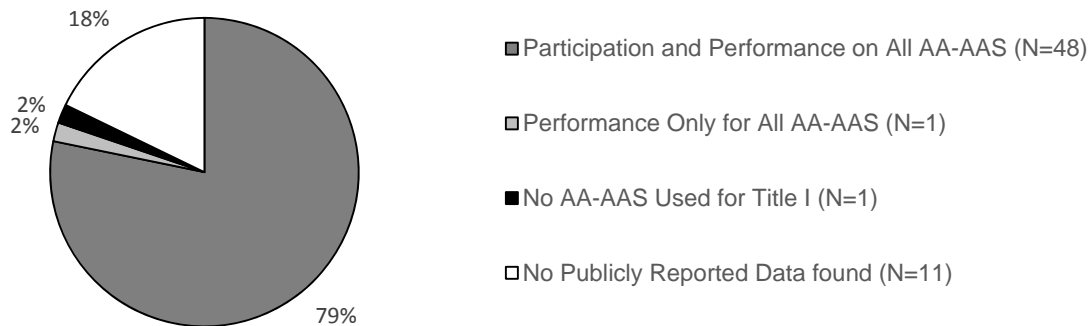 18%
Participation and Performance on All AA-AAS (N=48)
2%
2%
Performance Only for All AA-AAS (N=1)
No AA-AAS Used for Title I (N=1)
No Publicly Reported Data found (N=11)
79%